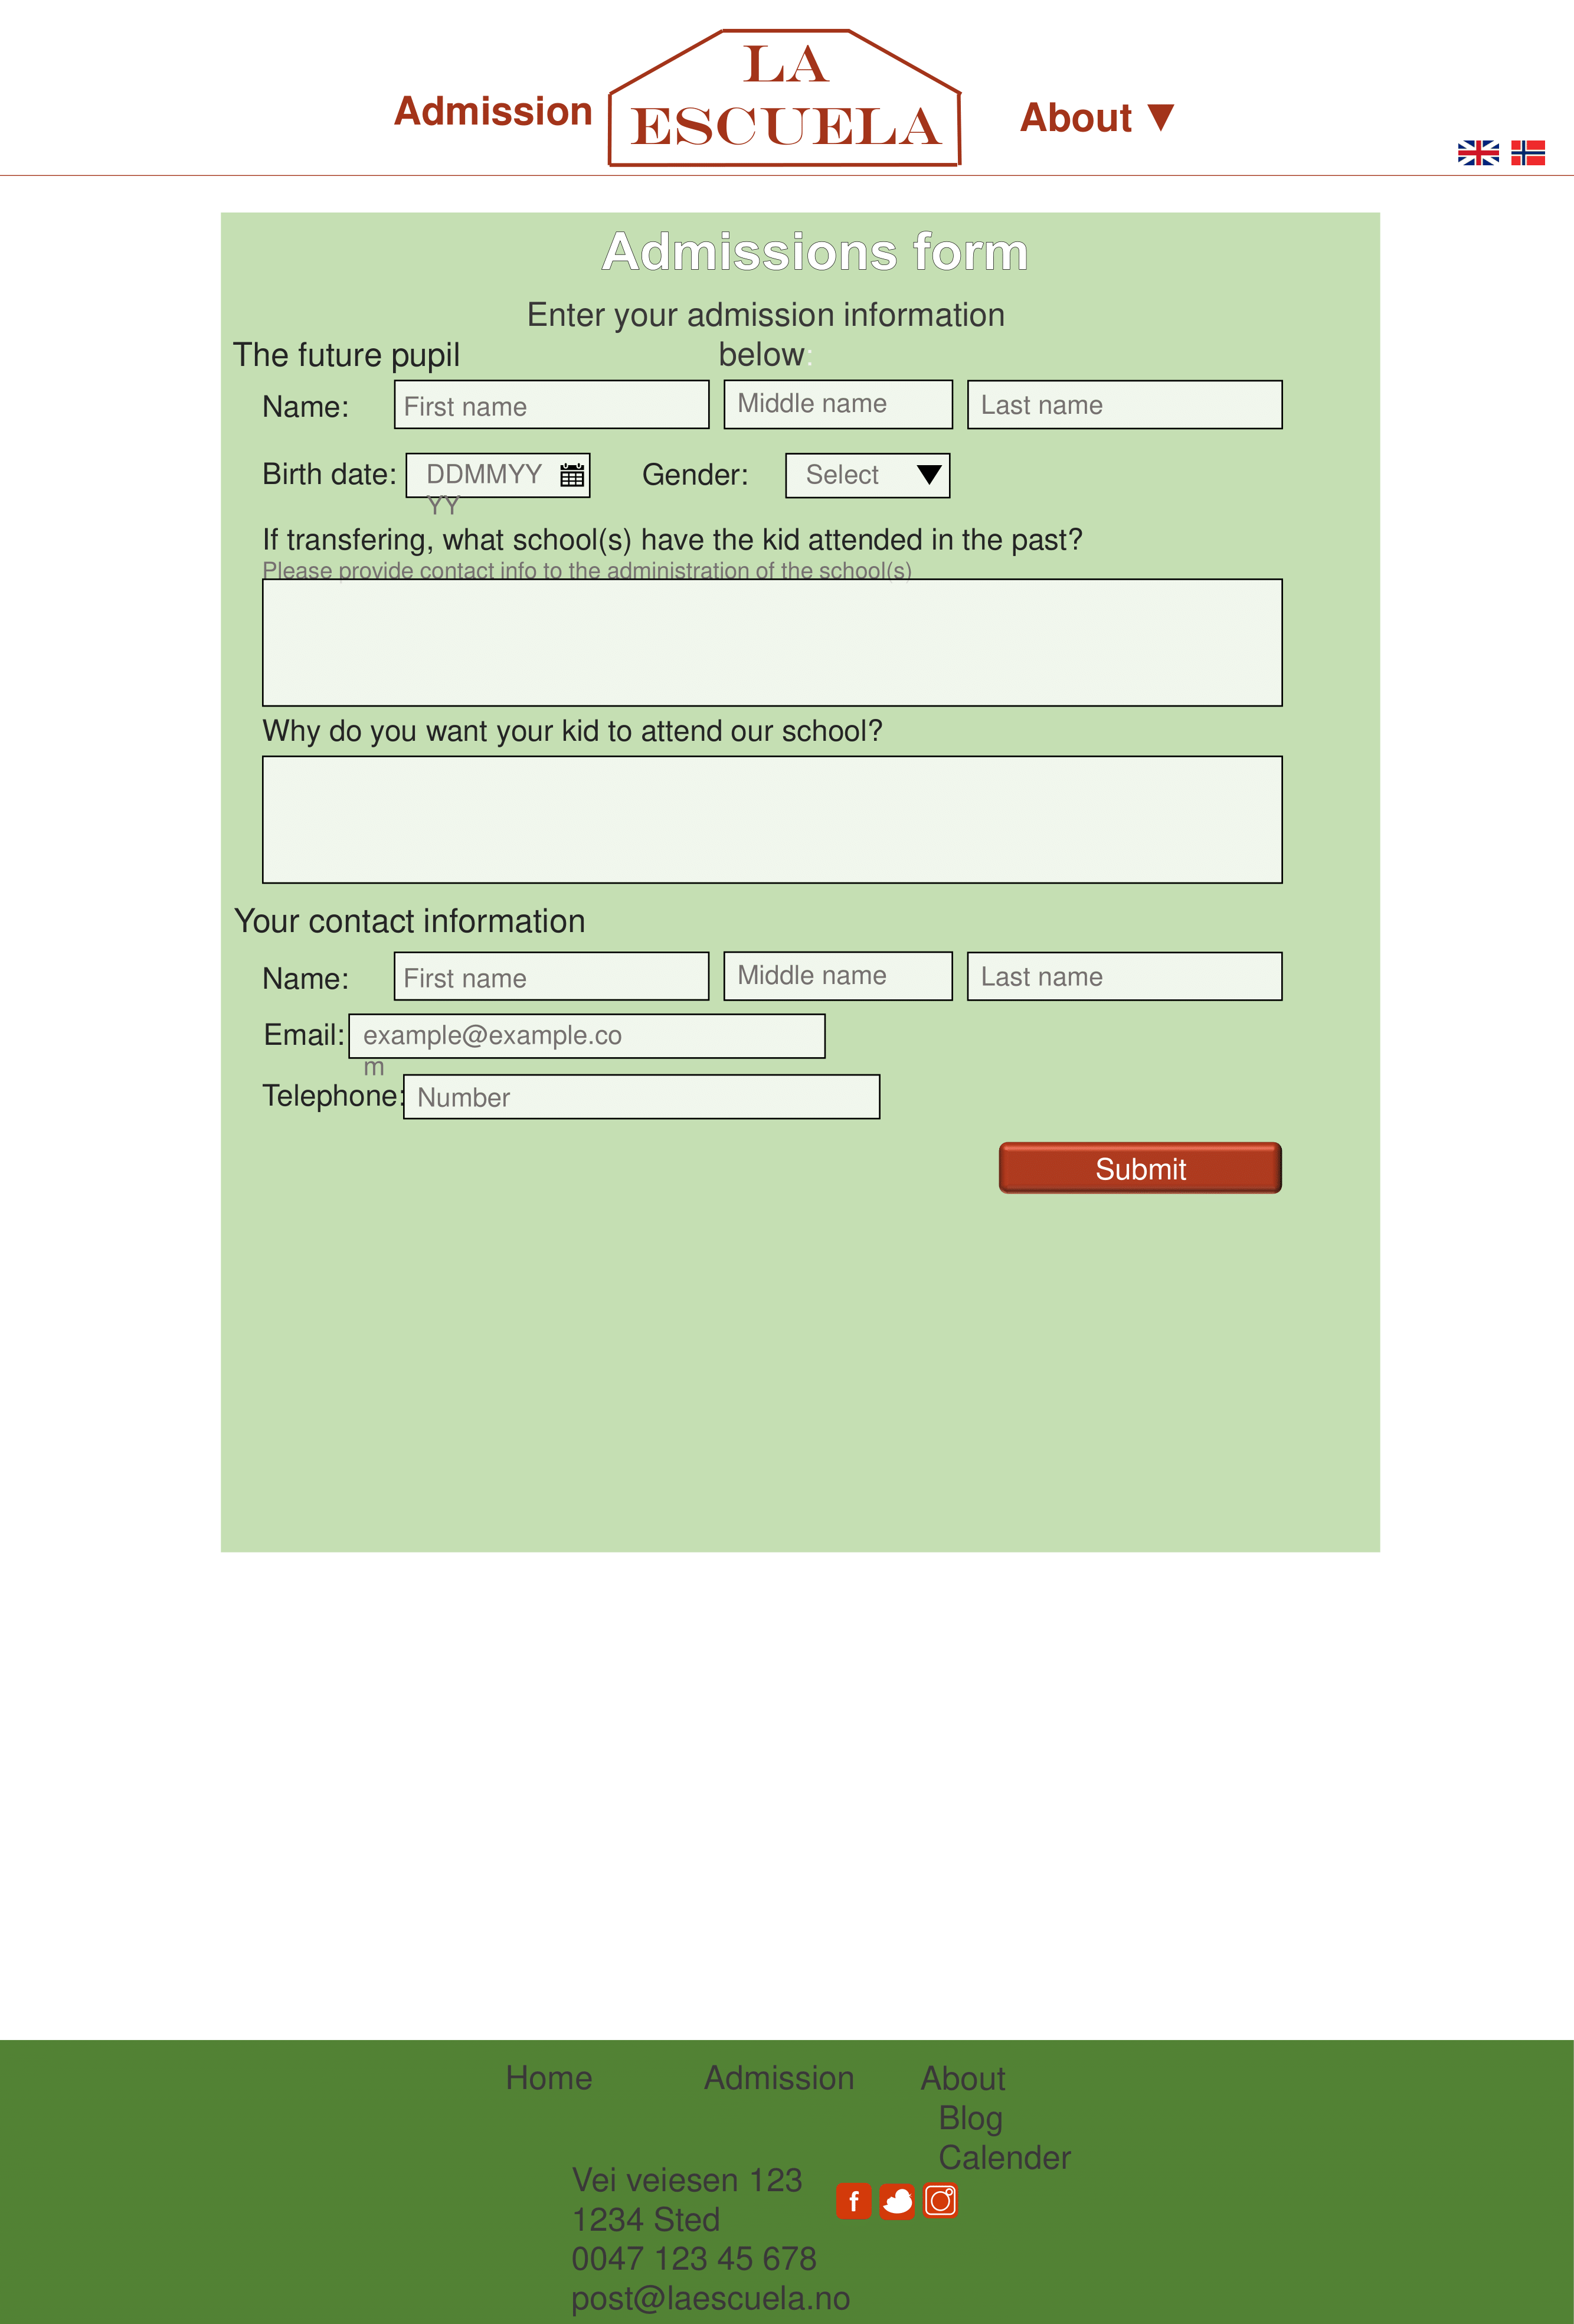 LA
ESCUELA
Admission
About ▼
Admissions form
Enter your admission information
below:
The future pupil
Name: First name Middle name Last name
Birth date: DDMMYY
YY
Gender: Select
If transfering, what school(s) have the kid attended in the past?
Please provide contact info to the administration of the school(s)
Why do you want your kid to attend our school?
Your contact information
Name: First name Middle name Last name
Email: example@example.co
m
Telephone: Number
Submit
Home Admission About
Blog
Calender
Vei veiesen 123
1234 Sted
0047 123 45 678
post@laescuela.no
f